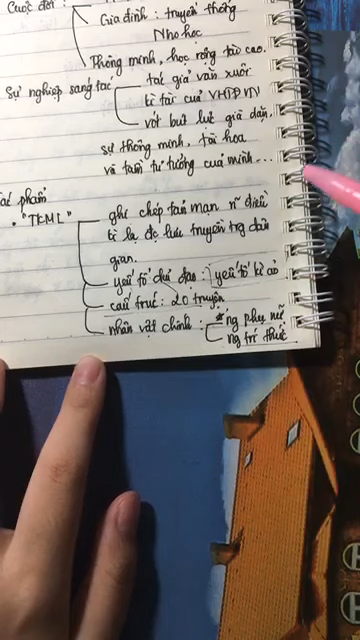 Cuộc đời :
Gia đình : truyền thống
Nho học
Thông minh, học rộng tài cao.
Sự nghiệp sáng tác
tác giả văn xuôi
kì tài của VHTĐVN
với bút lực già dặn,
sự thông minh, tài hoa
và tâm tư tưởng của mình ...
Tác phẩm
• "TKML"
ghi chép tản mạn ~ điều
kì lạ đc lưu truyền trg dân
gian.
yếu tố chủ đạo : yếu tố kì ảo
cấu trúc : 20 truyện
nhân vật chính :
ng phụ nữ
ng trí thức